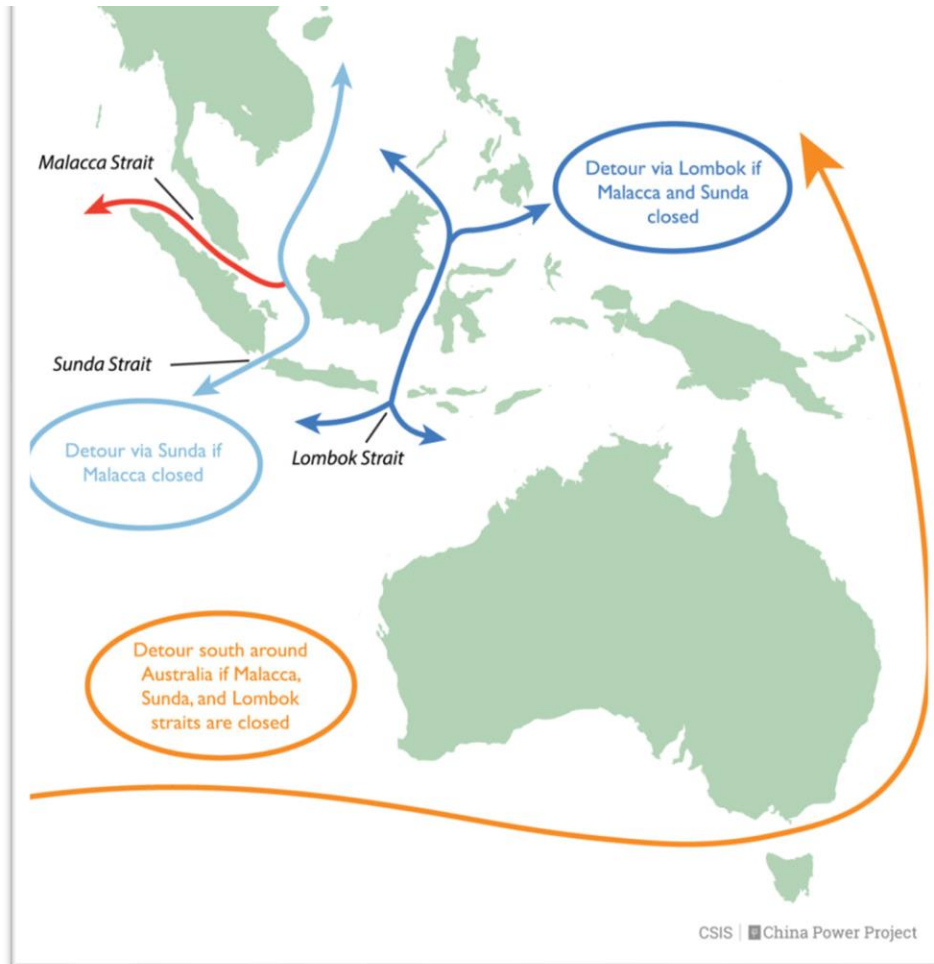 Malacca Strait
Detour via Lombok if
Malacca and Sunda
closed
Sunda Strait
Detour via Sunda if
Malacca closed
Lombok Strait
Detour south around
Australia if Malacca,
Sunda, and Lombok
straits are closed
CSIS | China Power Project